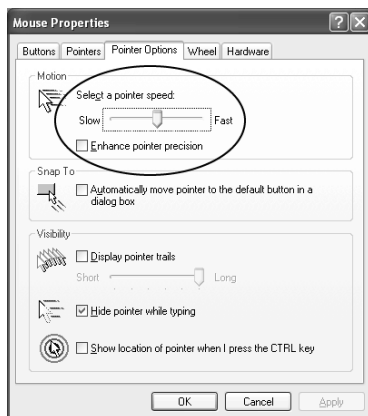 Mouse Properties
Buttons Pointers Pointer Options Wheel Hardware
Motion
Select a pointer speed:
Slow Fast
Enhance pointer precision
Snap To
Automatically move pointer to the default button in a
dialog box
Visibility
Display pointer trails
Short Long
Hide pointer while typing
Show location of pointer when I press the CTRL key
OK Cancel Apply